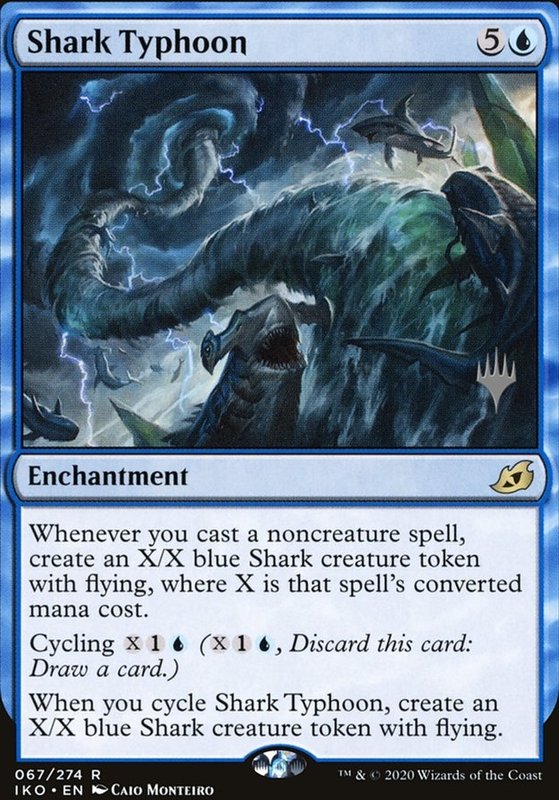 Shark Typhoon 5
Enchantment
Whenever you cast a noncreature spell,
create an X/X blue Shark creature token
with flying, where X is that spell's converted
mana cost.
Cycling X 1 (X 1 , Discard this card:
Draw a card.)
When you cycle Shark Typhoon, create an
X/X blue Shark creature token with flying.
067/274 R
IKO • EN Caio Monteiro
™ & © 2020 Wizards of the Coast